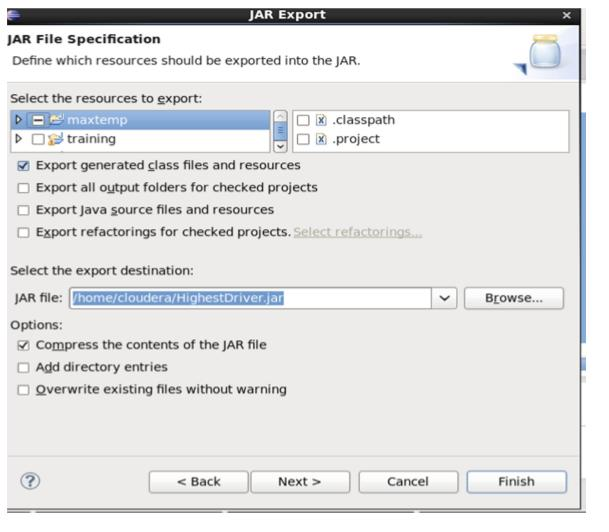 JAR Export
JAR File Specification
Define which resources should be exported into the JAR.
Select the resources to export:
maxtemp
training
.classpath
.project
Export generated class files and resources
Export all output folders for checked projects
Export Java source files and resources
Export refactorings for checked projects. Select refactorings...
Select the export destination:
JAR file: /home/cloudera/HighestDriver.jar Browse...
Options:
Compress the contents of the JAR file
Add directory entries
Overwrite existing files without warning
? < Back Next > Cancel Finish